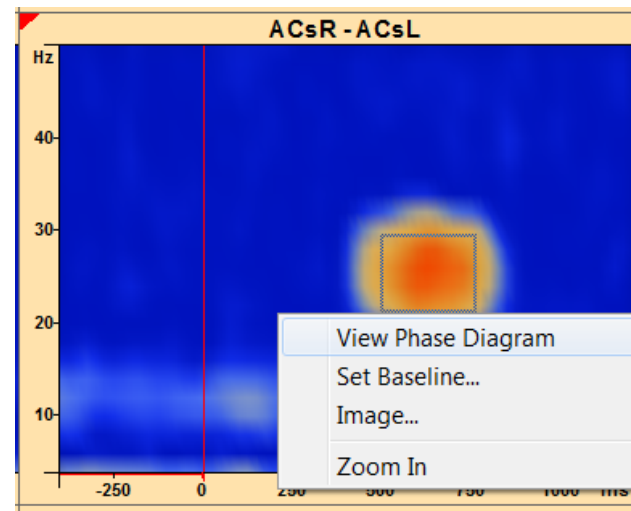 ACsR - ACsL
Hz
40
30
20
10
View Phase Diagram
Set Baseline...
Image...
Zoom In
-250 0 250 500 750 1000 ms